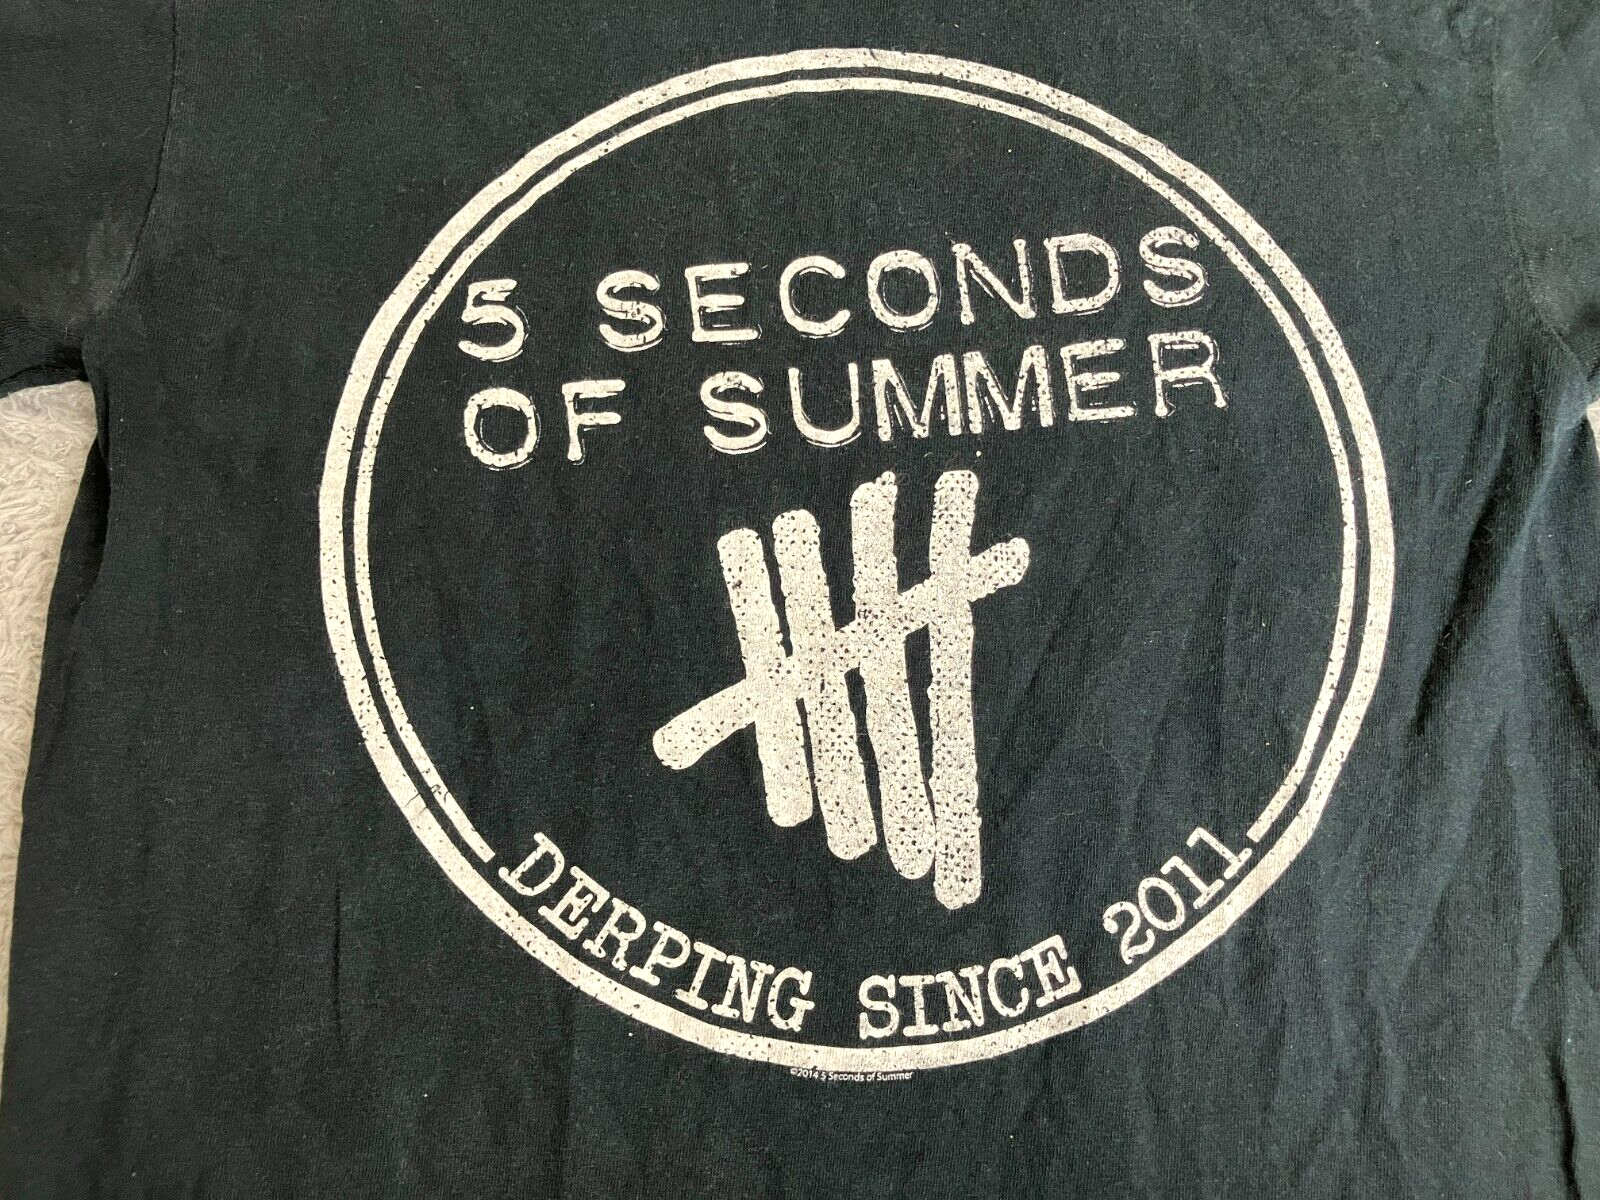 5 SECONDS
OF SUMMER
DERPING SINCE 2011
©2014 5 Seconds of Summer